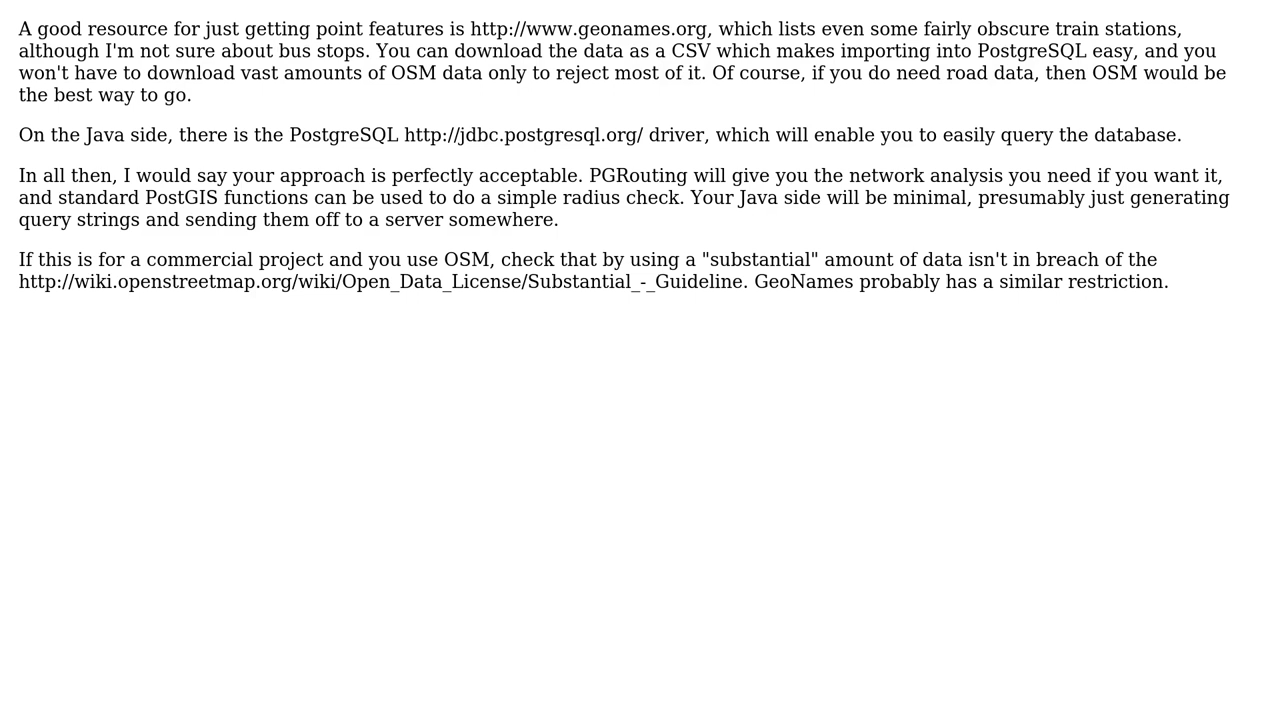 A good resource for just getting point features is http://www.geonames.org, which lists even some fairly obscure train stations,
although I'm not sure about bus stops. You can download the data as a CSV which makes importing into PostgreSQL easy, and you
won't have to download vast amounts of OSM data only to reject most of it. Of course, if you do need road data, then OSM would be
the best way to go.
On the Java side, there is the PostgreSQL http://jdbc.postgresql.org/ driver, which will enable you to easily query the database.
In all then, I would say your approach is perfectly acceptable. PGRouting will give you the network analysis you need if you want it,
and standard PostGIS functions can be used to do a simple radius check. Your Java side will be minimal, presumably just generating
query strings and sending them off to a server somewhere.
If this is for a commercial project and you use OSM, check that by using a "substantial" amount of data isn't in breach of the
http://wiki.openstreetmap.org/wiki/Open_Data_License/Substantial_-_Guideline. GeoNames probably has a similar restriction.